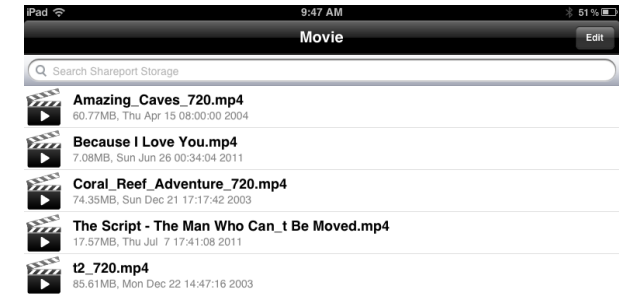 iPad 9:47 AM 51%
Movie Edit
Search Shareport Storage
Amazing_Caves_720.mp4
60.77MB, Thu Apr 15 08:00:00 2004
Because I Love You.mp4
7.08MB, Sun Jun 26 00:34:04 2011
Coral_Reef_Adventure_720.mp4
74.35MB, Sun Dec 21 17:17:42 2003
The Script - The Man Who Can_t Be Moved.mp4
17.57MB, Thu Jul 7 17:41:08 2011
t2_720.mp4
85.61MB, Mon Dec 22 14:47:16 2003